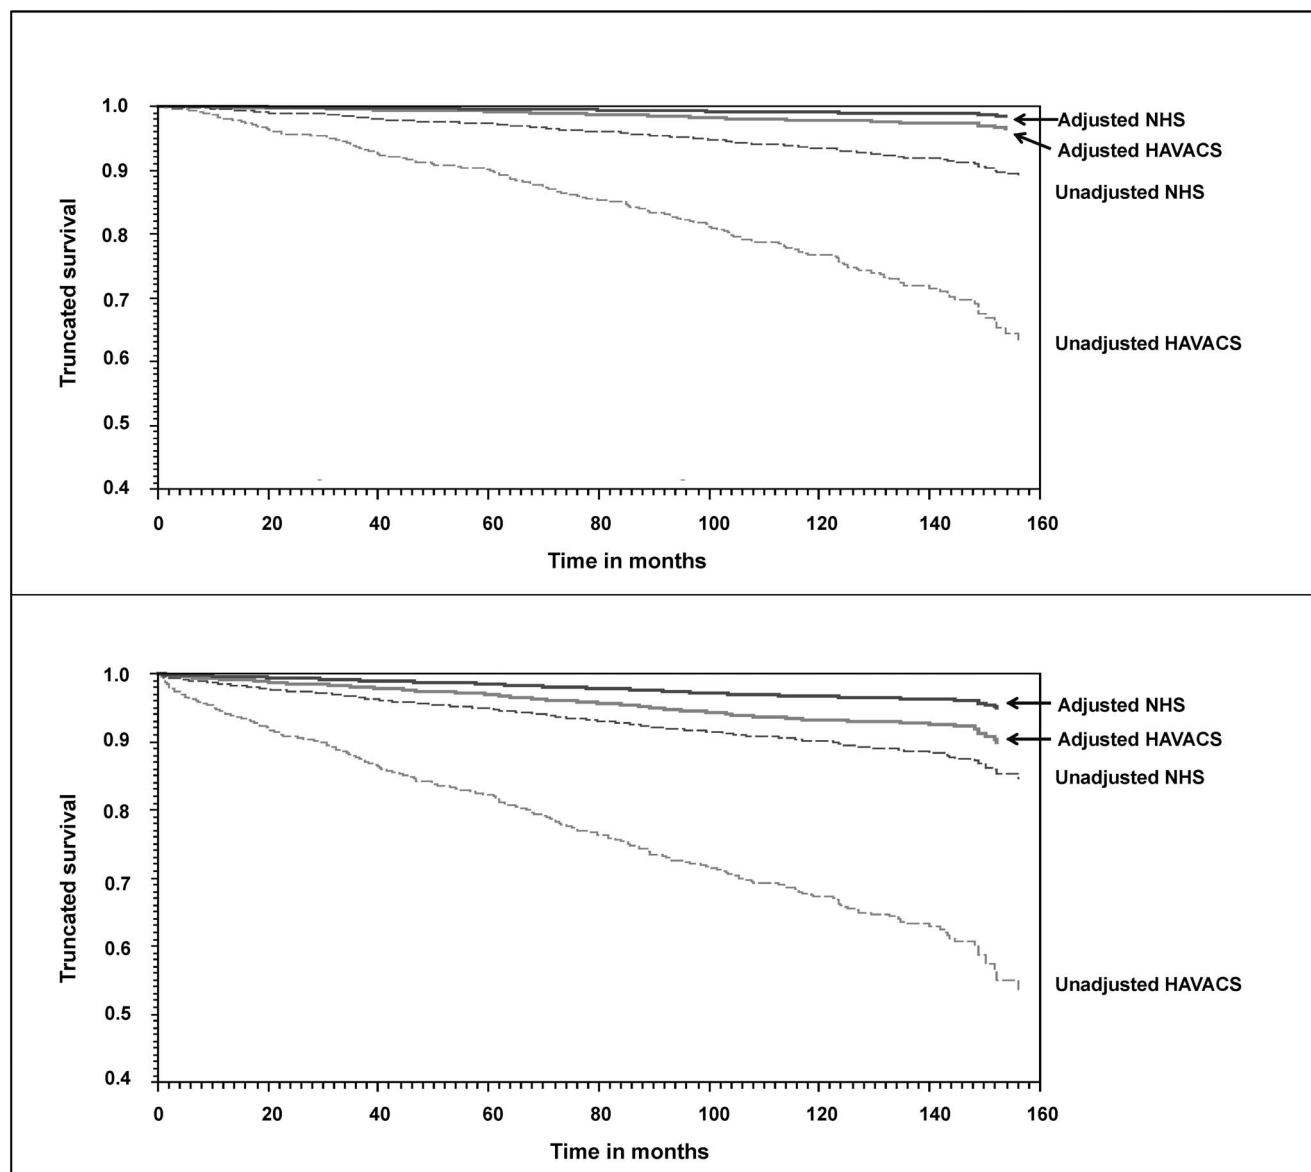 1.0
Adjusted NHS
Adjusted HAVACS
0.9
Unadjusted NHS
0.8
Truncated survival
0.7
Unadjusted HAVACS
0.6
0.5
0.4
0 20 40 60 80 100 120 140 160
Time in months
1.0
Adjusted NHS
Adjusted HAVACS
0.9
Unadjusted NHS
0.8
Truncated survival
0.7
0.6
Unadjusted HAVACS
0.5
0.4
0 20 40 60 80 100 120 140 160
Time in months